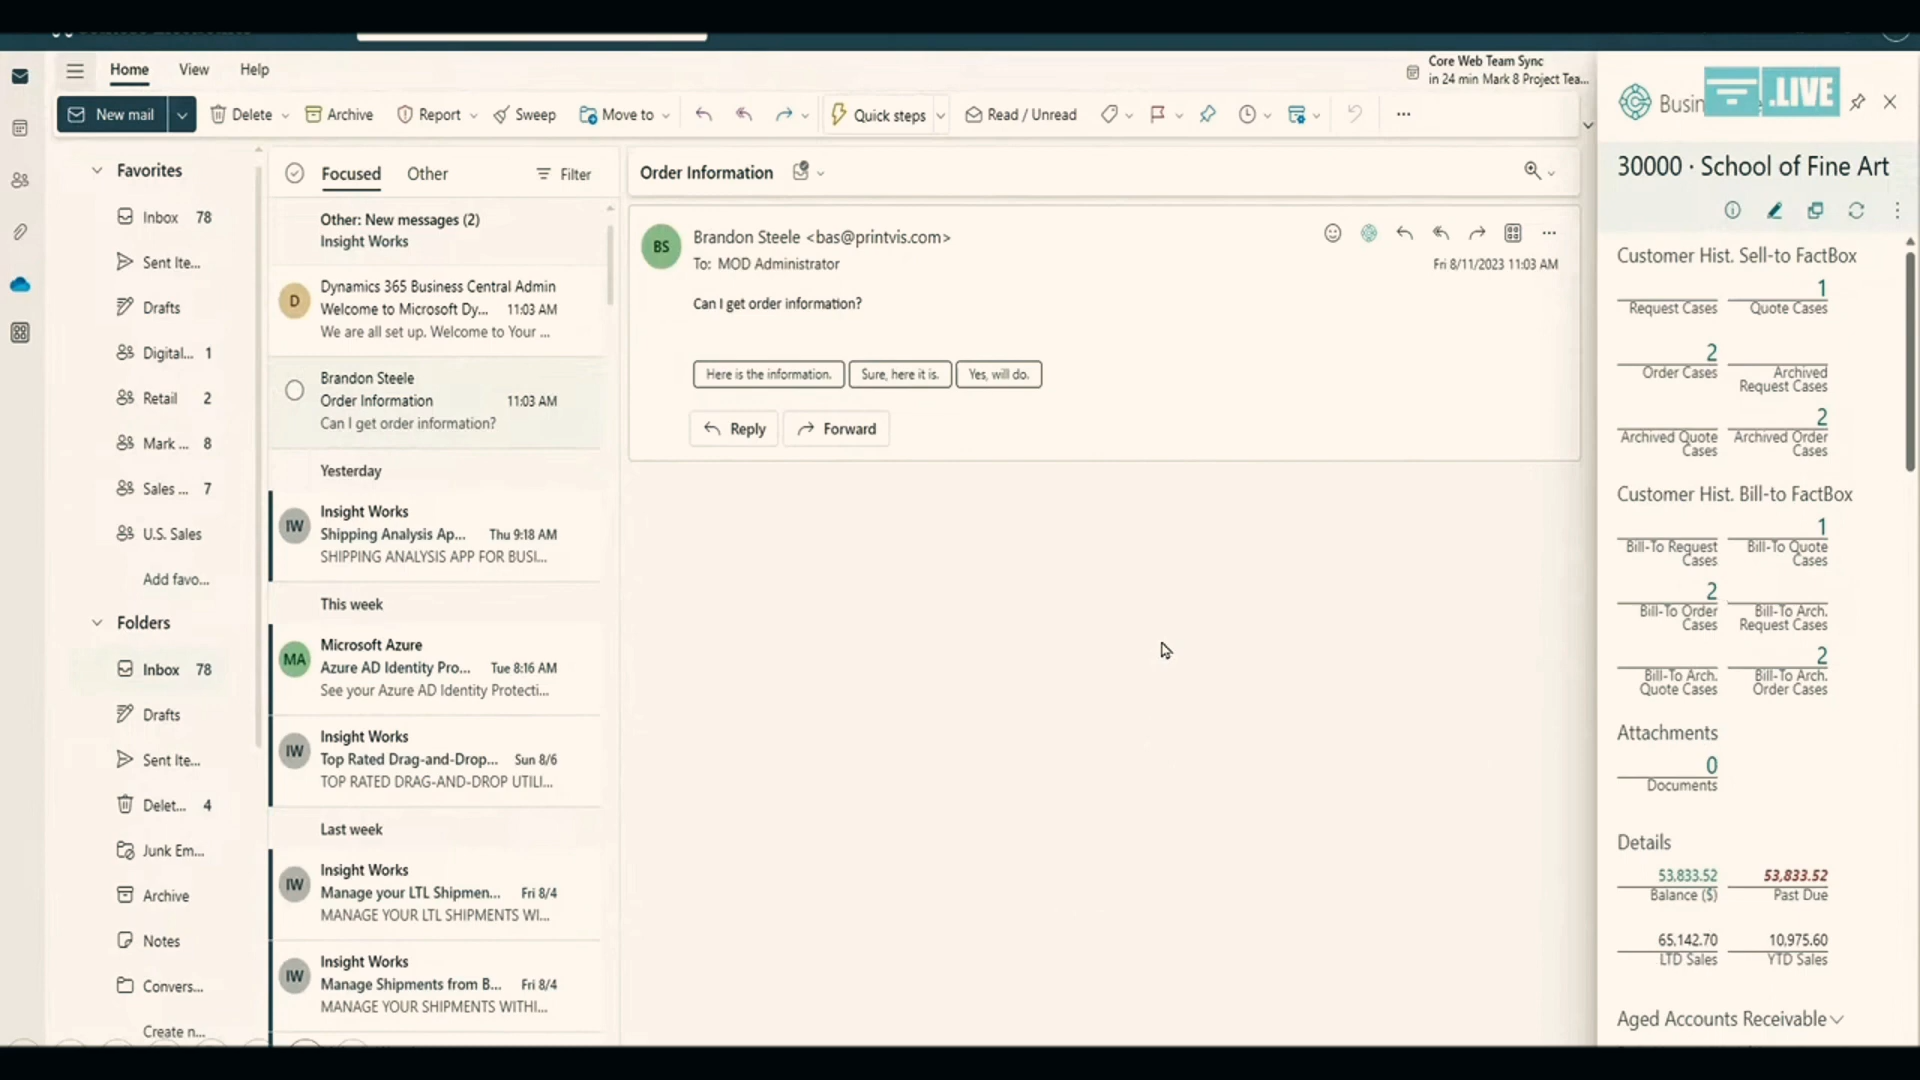 Home View Help
Core Web Team Sync
in 24 min Mark 8 Project Tea...
New mail Delete Archive Report Sweep Move to Quick steps Read / Unread
.LIVE
Favorites
Inbox 78
Sent Ite...
Drafts
Digital... 1
Retail 2
Mark ... 8
Sales ... 7
U.S. Sales
Add favo...
Folders
Inbox 78
Drafts
Sent Ite...
Delet... 4
Junk Em...
Archive
Notes
Convers...
Create n...
Focused Other Filter
Other: New messages (2)
Insight Works
D
Dynamics 365 Business Central Admin
Welcome to Microsoft Dy... 11:03 AM
We are all set up. Welcome to Your ...
Brandon Steele
Order Information 11:03 AM
Can I get order information?
Yesterday
IW
Insight Works
Shipping Analysis Ap... Thu 9:18 AM
SHIPPING ANALYSIS APP FOR BUSI...
This week
MA
Microsoft Azure
Azure AD Identity Pro... Tue 8:16 AM
See your Azure AD Identity Protecti...
IW
Insight Works
Top Rated Drag-and-Drop... Sun 8/6
TOP RATED DRAG-AND-DROP UTILI...
Last week
IW
Insight Works
Manage your LTL Shipmen... Fri 8/4
MANAGE YOUR LTL SHIPMENTS WI...
IW
Insight Works
Manage Shipments from B... Fri 8/4
MANAGE YOUR SHIPMENTS WITHI...
Order Information
BS
Brandon Steele <bas@printvis.com>
To: MOD Administrator
Fri 8/11/2023 11:03 AM
Can I get order information?
Here is the information. Sure, here it is. Yes, will do.
Reply Forward
30000 · School of Fine Art
Customer Hist. Sell-to FactBox
1
Request Cases Quote Cases
2
Order Cases Archived
Request Cases
2
Archived Quote Archived Order
Cases Cases
Customer Hist. Bill-to FactBox
1
Bill-To Request Bill-To Quote
Cases Cases
2
Bill-To Order Bill-To Arch.
Cases Request Cases
2
Bill-To Arch. Bill-To Arch.
Quote Cases Order Cases
Attachments
0
Documents
Details
53,833.52 53,833.52
Balance ($) Past Due
65,142.70 10,975.60
LTD Sales YTD Sales
Aged Accounts Receivable